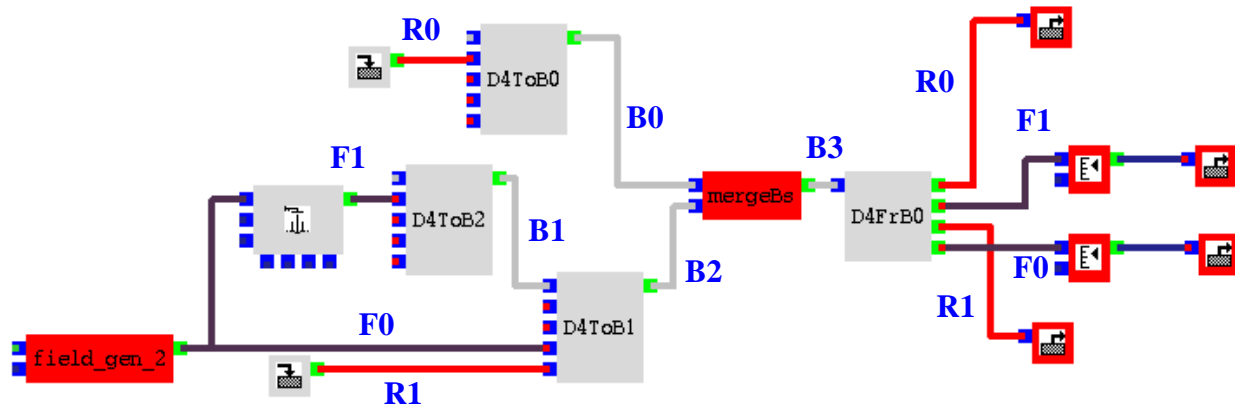 R0
D4ToB0
R0
B0
F1
F1
B3
D4ToB2
mergeBs
D4FrB0
B1
B2
F0
R1
D4ToB1
F0
field_gen_2
R1